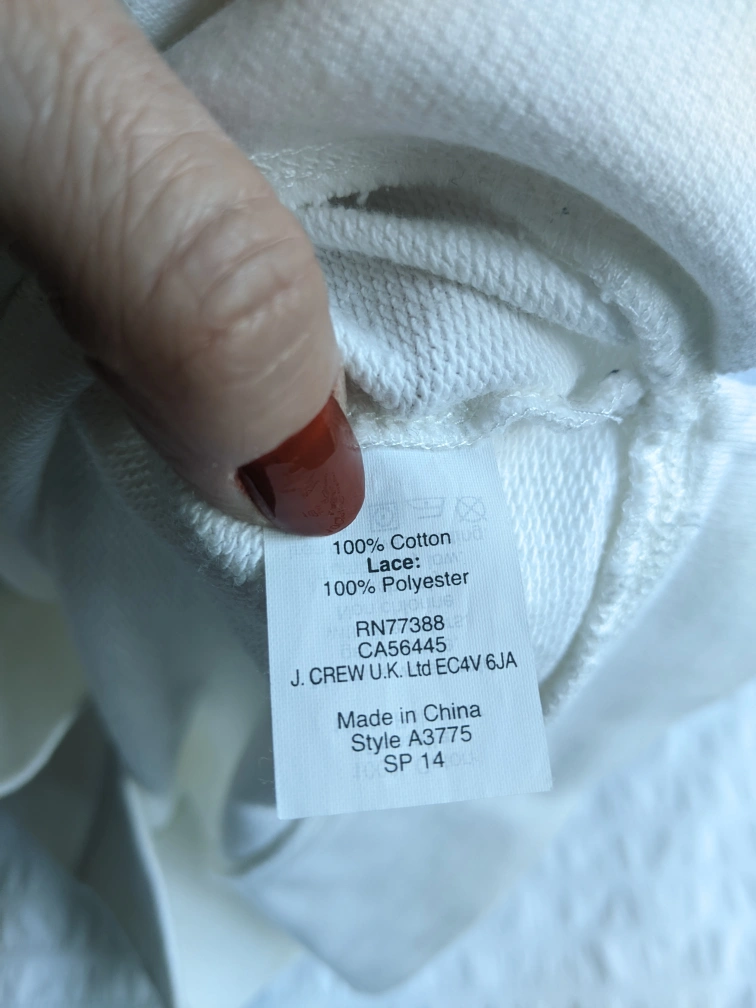 100% Cotton
Lace:
100% Polyester
RN77388
CA56445
J. CREW U.K. Ltd EC4V 6JA
Made in China
Style A3775
SP 14